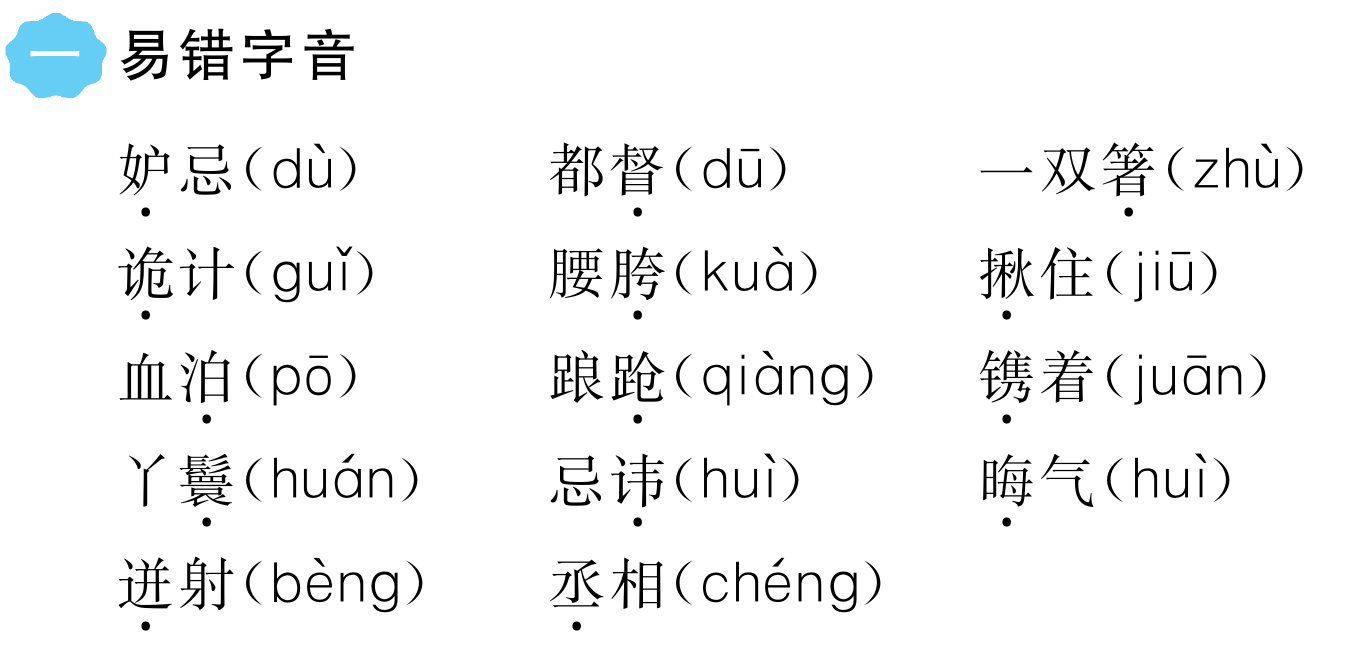 一 易错字音
妒忌(dù) 都督(dū) 一双箸(zhù)
诡计(guǐ) 腰胯(kuà) 揪住(jiū)
血泊(pō) 踉跄(qiàng) 镌着(juān)
丫鬟(huán) 忌讳(huì) 晦气(huì)
迸射(bèng) 丞相(chéng)